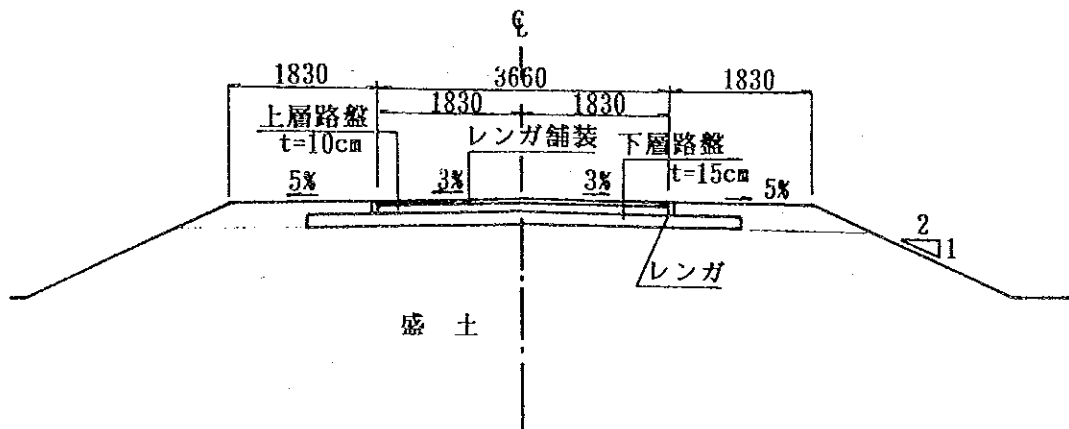 ℄
1830 3660 1830
1830 1830
上層路盤
t=10cm
レンガ舗装
下層路盤
t=15cm
5% 3% 3% 5%
2
1
レンガ
盛 土